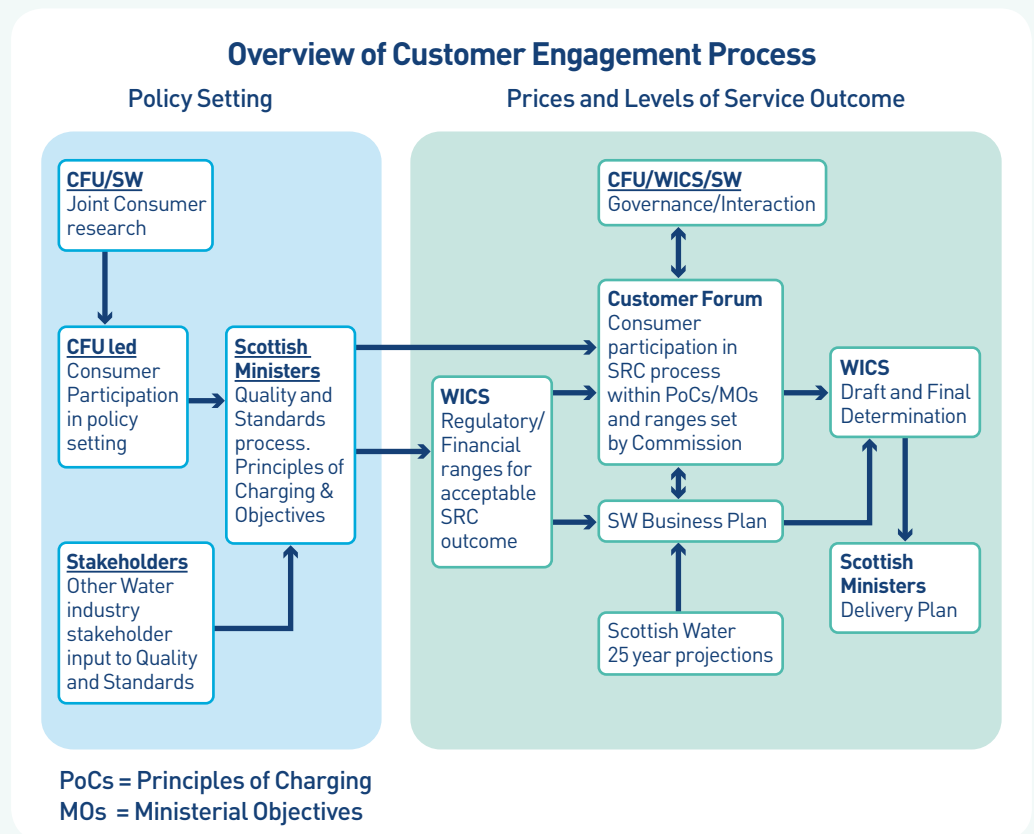 Overview of Customer Engagement Process
Policy Setting
Prices and Levels of Service Outcome
CFU/SW
Joint Consumer
research
CFU led
Consumer
Participation
in policy
setting
Scottish
Ministers
Quality and
Standards
process.
Principles of
Charging &
Objectives
Stakeholders
Other Water
industry
stakeholder
input to Quality
and Standards
CFU/WICS/SW
Governance/Interaction
WICS
Regulatory/
Financial
ranges for
acceptable
SRC
outcome
Customer Forum
Consumer
participation in
SRC process
within PoCs/MOs
and ranges set
by Commission
SW Business Plan
Scottish Water
25 year projections
WICS
Draft and Final
Determination
Scottish
Ministers
Delivery Plan
PoCs = Principles of Charging
MOs = Ministerial Objectives